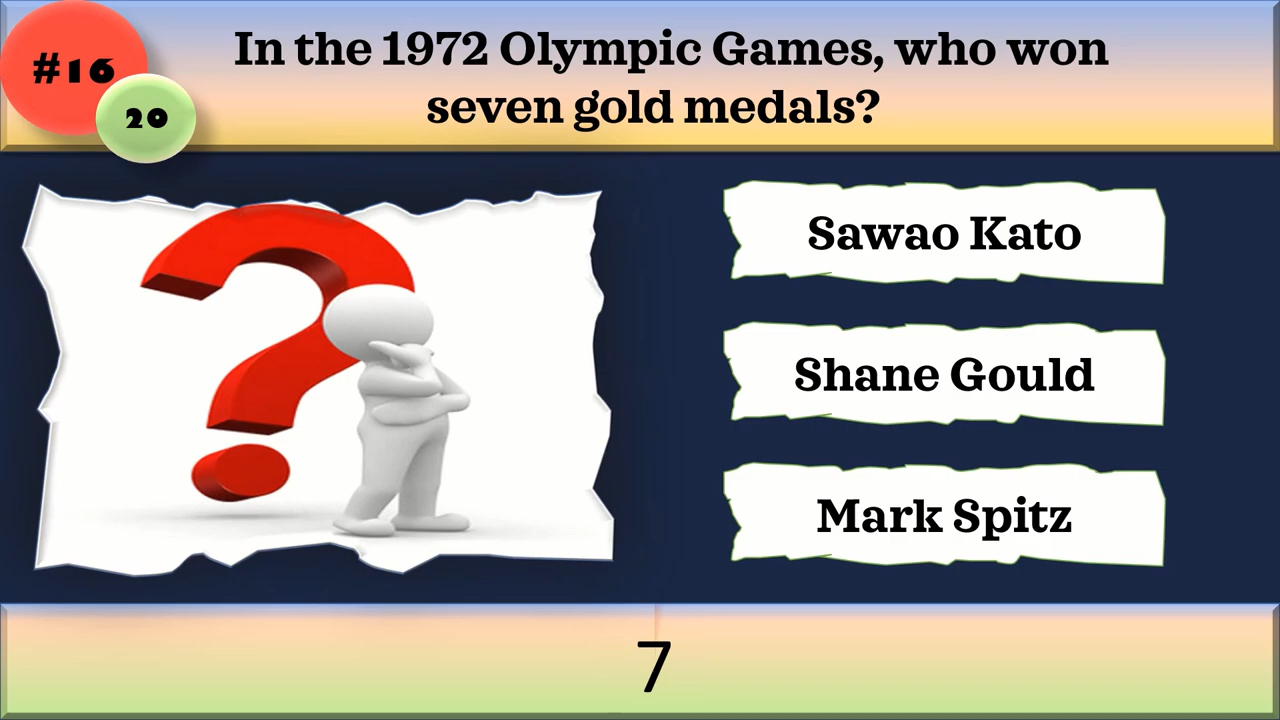 #16
20
In the 1972 Olympic Games, who won
seven gold medals?
Sawao Kato
Shane Gould
Mark Spitz
7